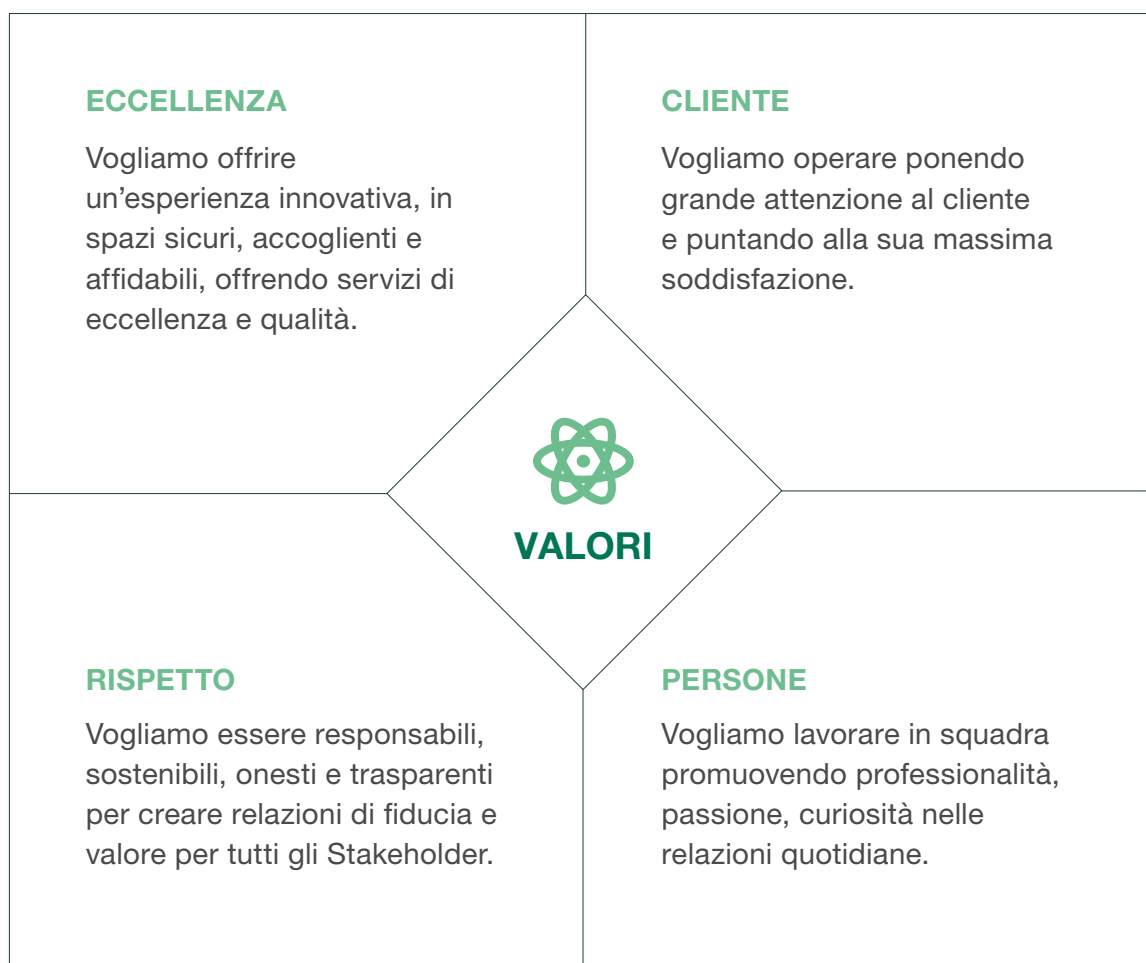 ECCELLENZA
Vogliamo offrire
un’esperienza innovativa, in
spazi sicuri, accoglienti e
affidabili, offrendo servizi di
eccellenza e qualità.
CLIENTE
Vogliamo operare ponendo
grande attenzione al cliente
e puntando alla sua massima
soddisfazione.
VALORI
RISPETTO
Vogliamo essere responsabili,
sostenibili, onesti e trasparenti
per creare relazioni di fiducia e
valore per tutti gli Stakeholder.
PERSONE
Vogliamo lavorare in squadra
promuovendo professionalità,
passione, curiosità nelle
relazioni quotidiane.